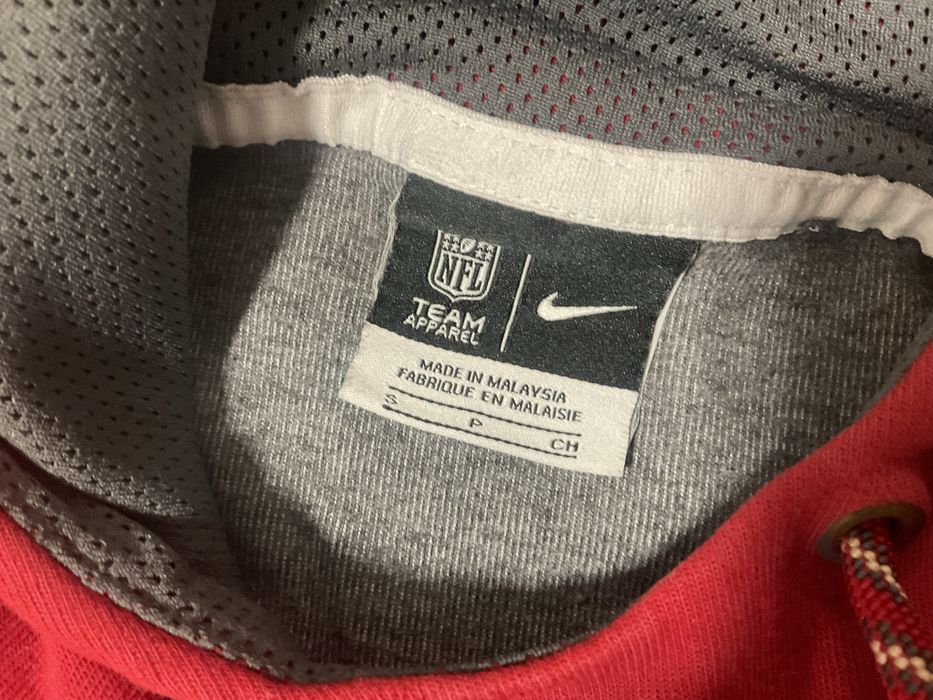 NFL
TEAM
APPAREL
MADE IN MALAYSIA
FABRIQUE EN MALAISIE
S P CH